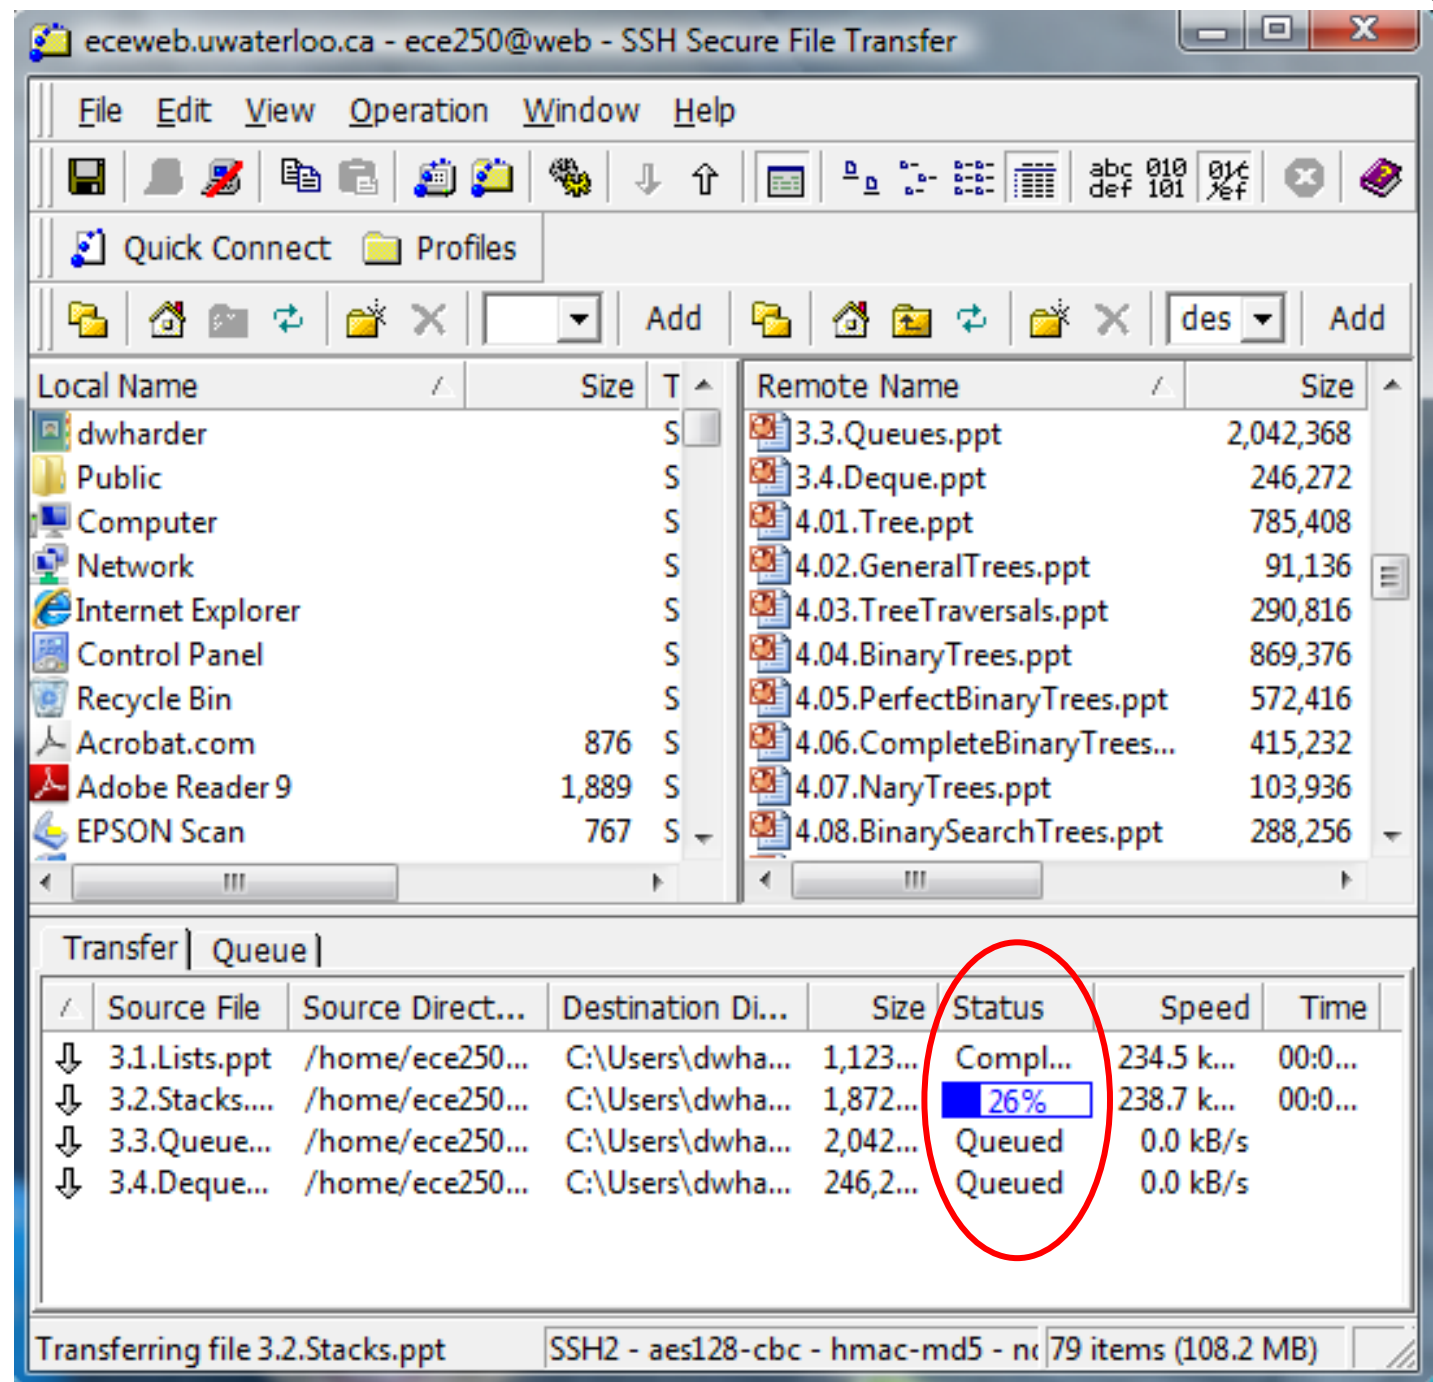 eceweb.uwaterloo.ca - ece250@web - SSH Secure File Transfer
File Edit View Operation Window Help
abc def 010 101
Quick Connect Profiles
Add des Add
Local Name Size T Remote Name Size
dwharder S 3.3.Queues.ppt 2,042,368
Public S 3.4.Deque.ppt 246,272
Computer S 4.01.Tree.ppt 785,408
Network S 4.02.GeneralTrees.ppt 91,136
Internet Explorer S 4.03.TreeTraversals.ppt 290,816
Control Panel S 4.04.BinaryTrees.ppt 869,376
Recycle Bin S 4.05.PerfectBinaryTrees.ppt 572,416
Acrobat.com 876 S 4.06.CompleteBinaryTrees... 415,232
Adobe Reader 9 1,889 S 4.07.NaryTrees.ppt 103,936
EPSON Scan 767 S 4.08.BinarySearchTrees.ppt 288,256
Transfer Queue
Source File Source Direct... Destination Di... Size Status Speed Time
3.1.Lists.ppt /home/ece250... C:\Users\dwha... 1,123... Compl... 234.5 k... 00:0...
3.2.Stacks.... /home/ece250... C:\Users\dwha... 1,872... 26% 238.7 k... 00:0...
3.3.Queue... /home/ece250... C:\Users\dwha... 2,042... Queued 0.0 kB/s
3.4.Deque... /home/ece250... C:\Users\dwha... 246,2... Queued 0.0 kB/s
Transferring file 3.2.Stacks.ppt SSH2 - aes128-cbc - hmac-md5 - 79 items (108.2 MB)